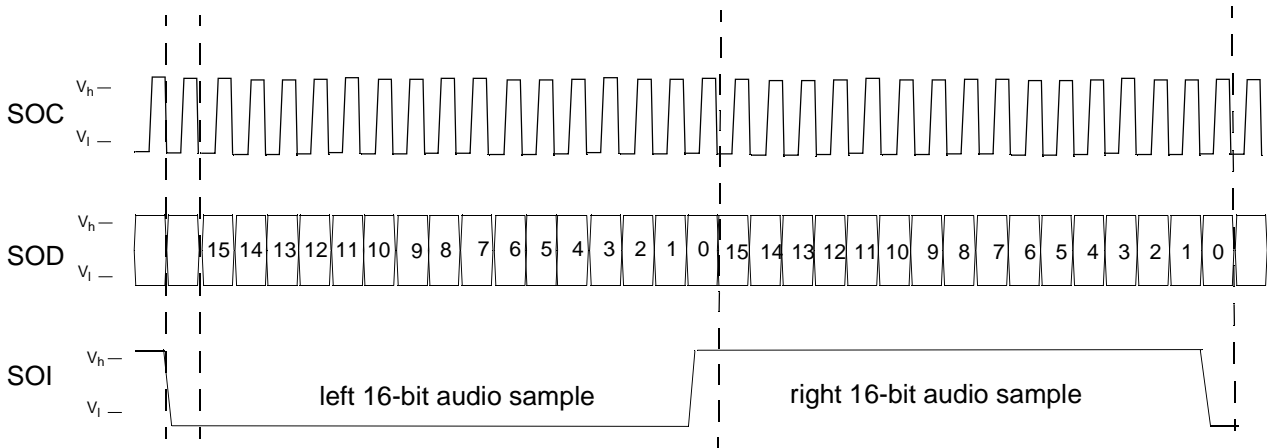 Vh
SOC
Vl
Vh
SOD 15 14 13 12 11 10 9 8 7 6 5 4 3 2 1 0 15 14 13 12 11 10 9 8 7 6 5 4 3 2 1 0
Vl
Vh
SOI
left 16-bit audio sample right 16-bit audio sample
Vl